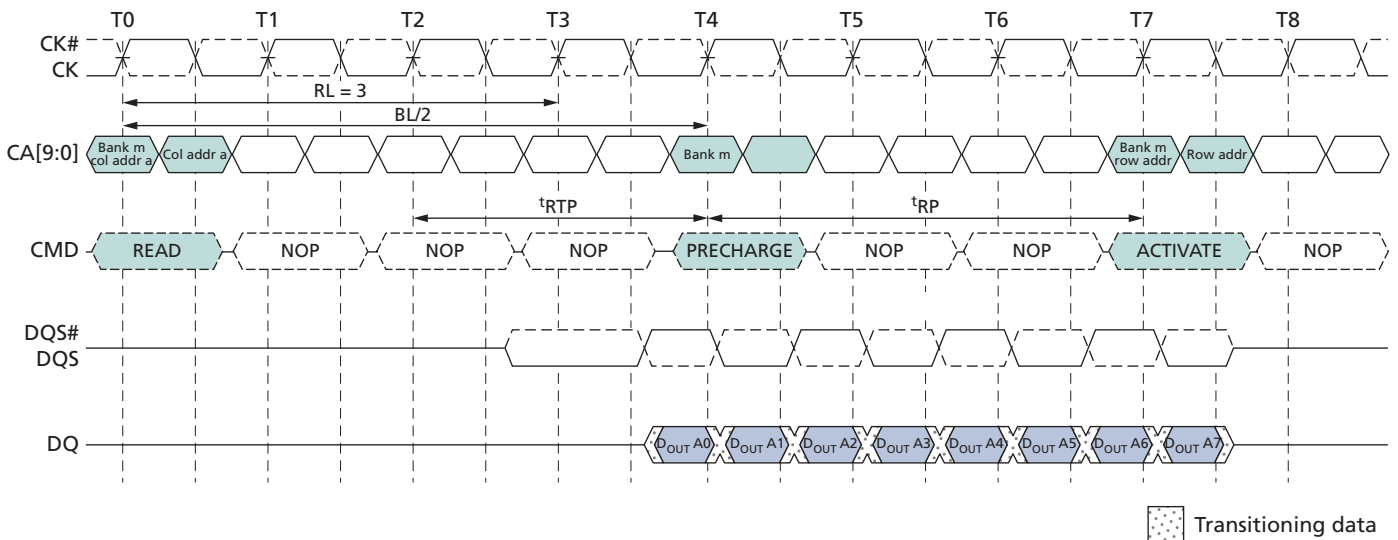 T0 T1 T2 T3 T4 T5 T6 T7 T8
CK#
CK
RL = 3
BL/2
CA[9:0]
Bank m
col addr a
Col addr a
Bank m
Bank m
row addr
Row addr
tRTP
tRP
CMD
READ NOP NOP NOP PRECHARGE NOP NOP ACTIVATE NOP
DQS#
DQS
DQ
DOUT A0 DOUT A1 DOUT A2 DOUT A3 DOUT A4 DOUT A5 DOUT A6 DOUT A7
Transitioning data